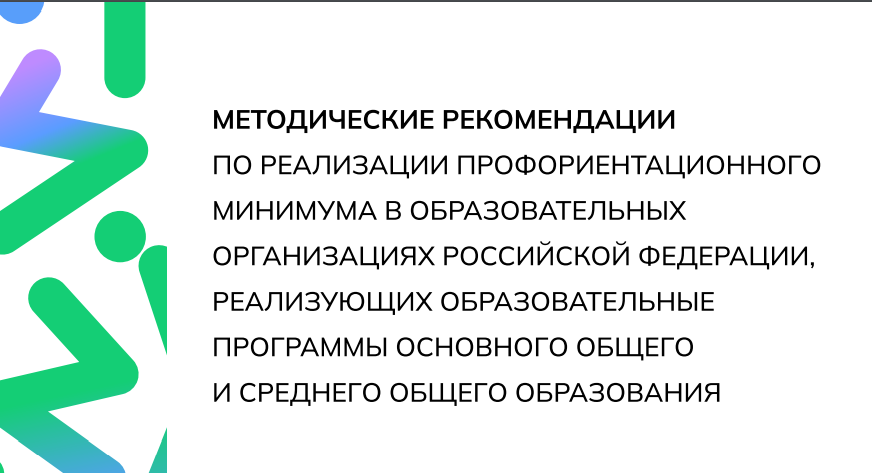 МЕТОДИЧЕСКИЕ РЕКОМЕНДАЦИИ
ПО РЕАЛИЗАЦИИ ПРОФОРИЕНТАЦИОННОГО
МИНИМУМА В ОБРАЗОВАТЕЛЬНЫХ
ОРГАНИЗАЦИЯХ РОССИЙСКОЙ ФЕДЕРАЦИИ,
РЕАЛИЗУЮЩИХ ОБРАЗОВАТЕЛЬНЫЕ
ПРОГРАММЫ ОСНОВНОГО ОБЩЕГО
И СРЕДНЕГО ОБЩЕГО ОБРАЗОВАНИЯ